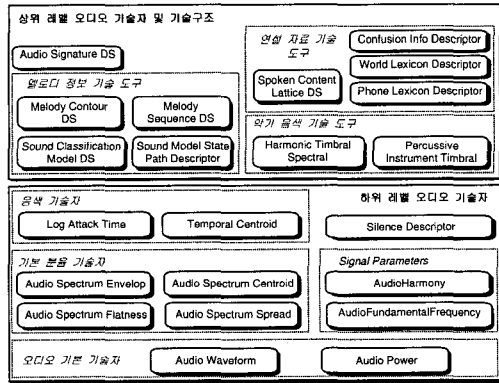 상위 레벨 오디오 기술자 및 기술구조
Audio Signature DS
멜로디 정보 기술 도구
Melody Contour
DS
Melody
Sequence DS
Sound Classification
Model DS
Sound Model State
Path Descriptor
연설 자료 기술
도구
Spoken Content
Lattice DS
Confusion Info Descriptor
World Lexicon Descriptor
Phone Lexicon Descriptor
악기 음색 기술 도구
Harmonic Timbral
Spectral
Percussive
Instrument Timbral
음색 기술자
Log Attack Time
Temporal Centroid
하위 레벨 오디오 기술자
Silence Descriptor
기본 분음 기술자
Audio Spectrum Envelop
Audio Spectrum Centroid
Audio Spectrum Flatness
Audio Spectrum Spread
Signal Parameters
AudioHarmony
AudioFundamentalFrequency
오디오 기본 기술자
Audio Waveform
Audio Power